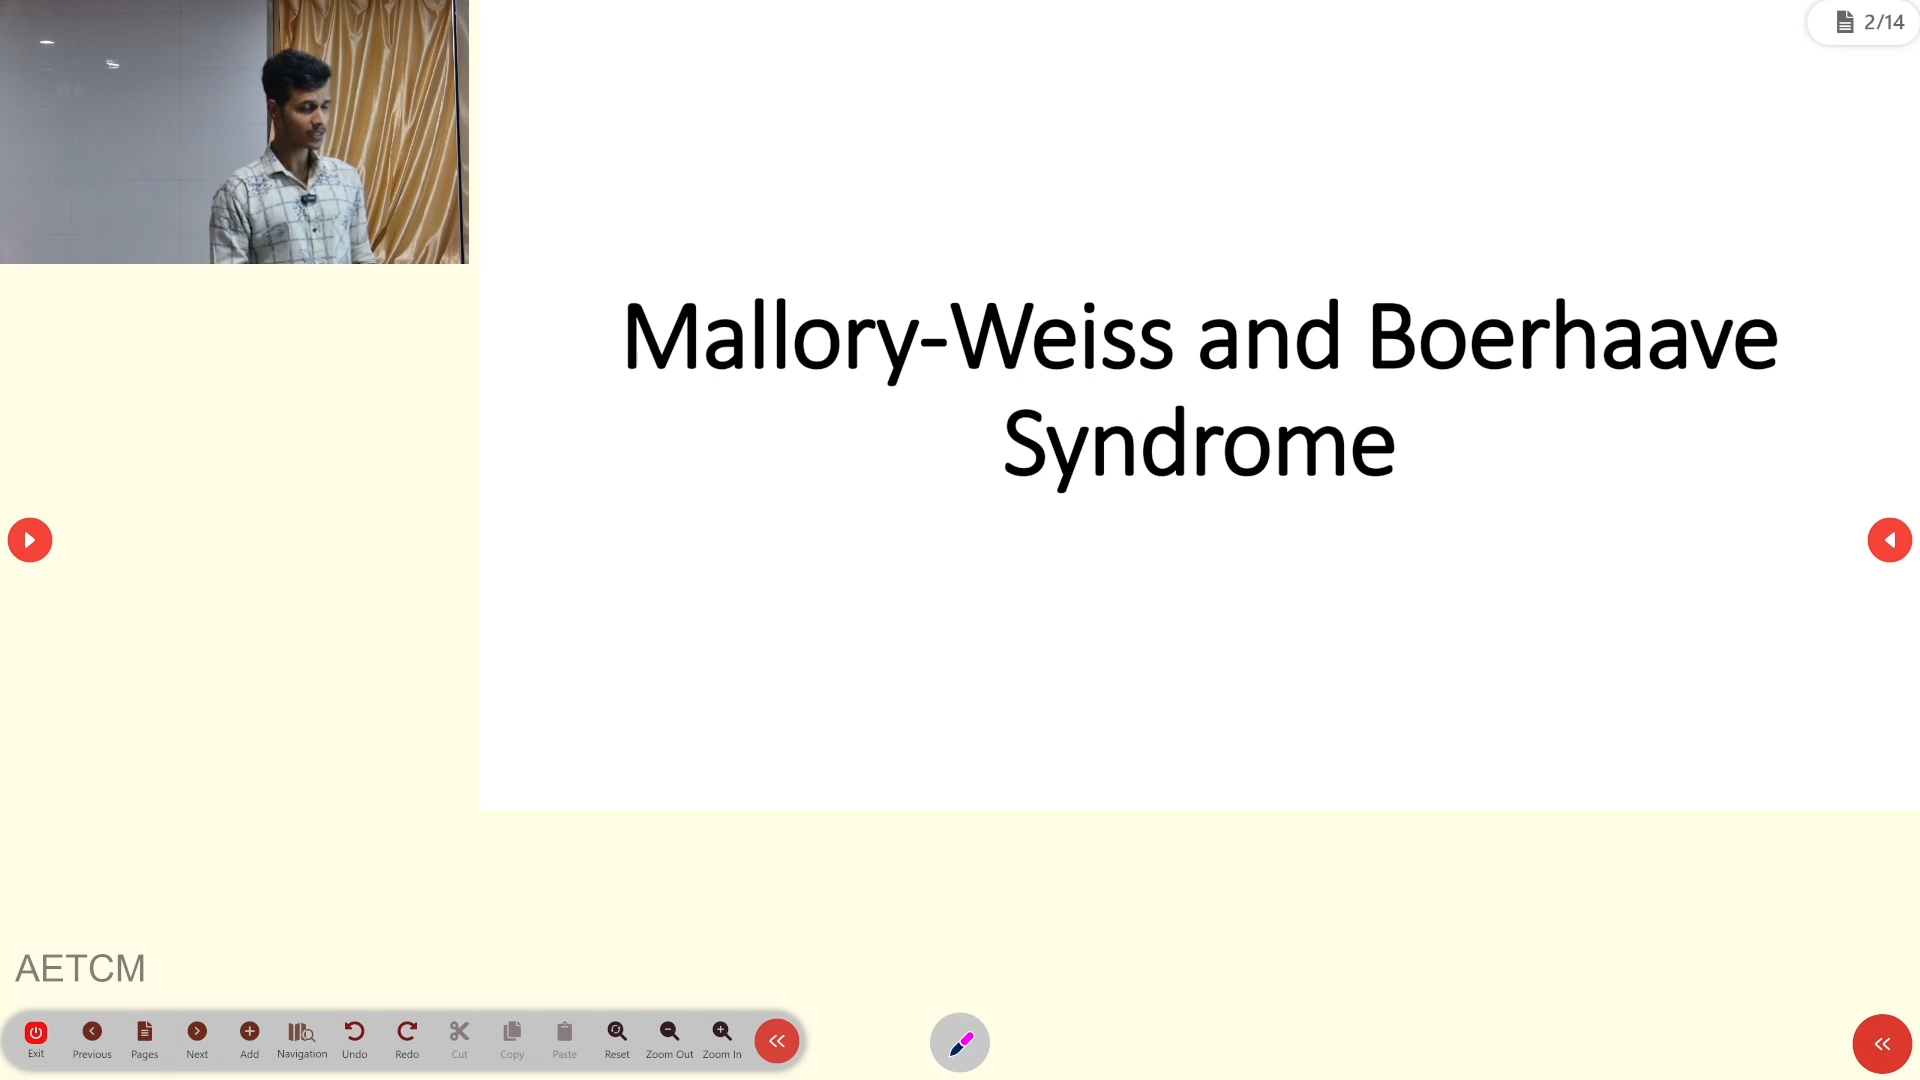 2/14
Mallory-Weiss and Boerhaave
Syndrome
AETCM
Exit Previous Pages Next Add Navigation Undo Redo Cut Copy Paste Reset Zoom Out Zoom In